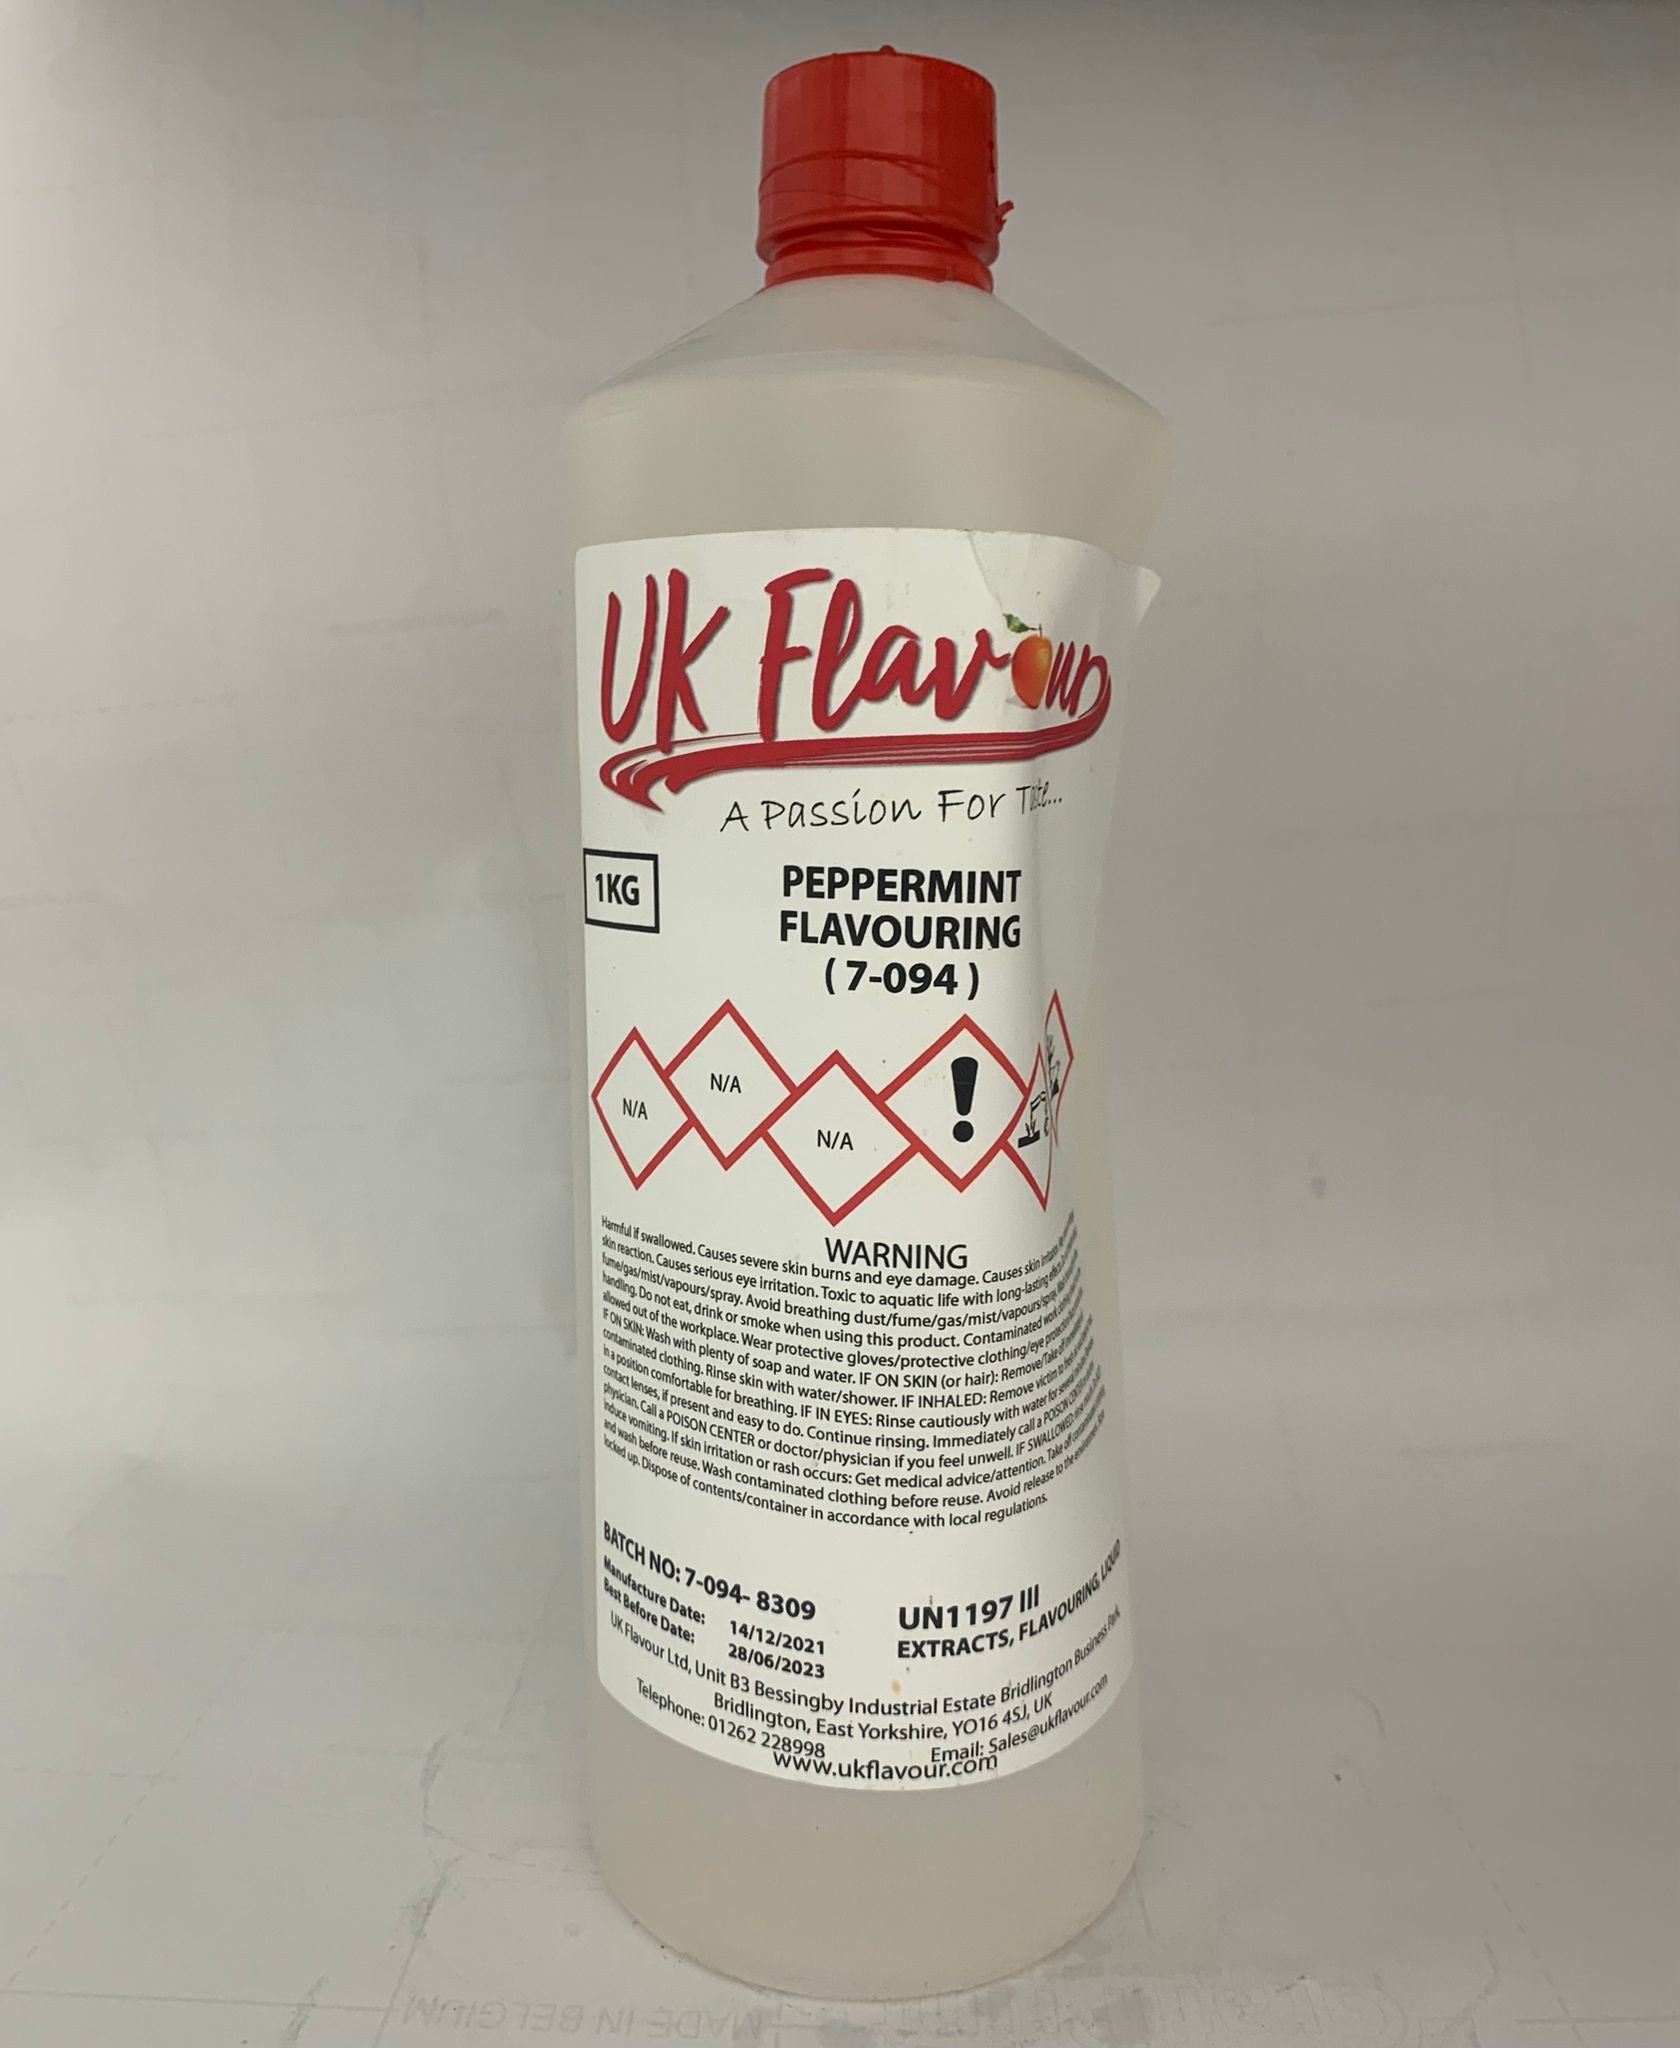 UK Flavour
A Passion For Taste...
1KG
PEPPERMINT
FLAVOURING
( 7-094 )
N/A
N/A
N/A
WARNING
Harmful if swallowed. Causes severe skin burns and eye damage. Causes skin irritation.
skin reaction. Causes serious eye irritation. Toxic to aquatic life with long-lasting effects.
fume/gas/mist/vapours/spray. Avoid breathing dust/fume/gas/mist/vapours/spray.
handling. Do not eat, drink or smoke when using this product. Contaminated work clothing
allowed out of the workplace. Wear protective gloves/protective clothing/eye protection
IF ON SKIN: Wash with plenty of soap and water. IF ON SKIN (or hair): Remove/Take off
contaminated clothing. Rinse skin with water/shower. IF INHALED: Remove victim to
in a position comfortable for breathing. IF IN EYES: Rinse cautiously with water for several
contact lenses, if present and easy to do. Continue rinsing. Immediately call a POISON CENTER
physician. Call a POISON CENTER or doctor/physician if you feel unwell. IF SWALLOWED:
induce vomiting. If skin irritation or rash occurs: Get medical advice/attention. Take off contaminated
and wash before reuse. Wash contaminated clothing before reuse. Avoid release to the environment.
locked up. Dispose of contents/container in accordance with local regulations.
BATCH NO: 7-094- 8309
Manufacture Date: 14/12/2021
Best Before Date: 28/06/2023
UN1197 III
EXTRACTS, FLAVOURING, LIQUID
UK Flavour Ltd, Unit B3 Bessingby Industrial Estate Bridlington Business Park,
Bridlington, East Yorkshire, YO16 4SJ, UK
Telephone: 01262 228998 Email: Sales@ukflavour.com
www.ukflavour.com
MADE IN BELGIUM